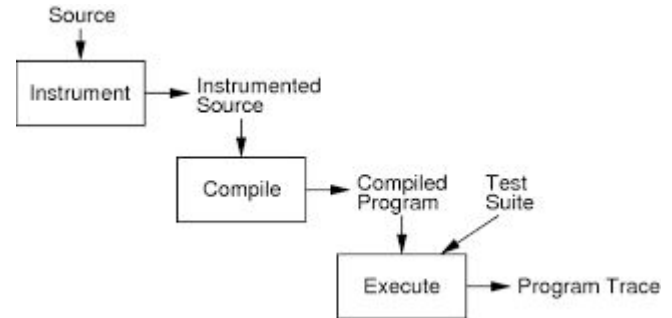 Source
Instrument
Instrumented
Source
Compile
Compiled
Program
Test
Suite
Execute
Program Trace